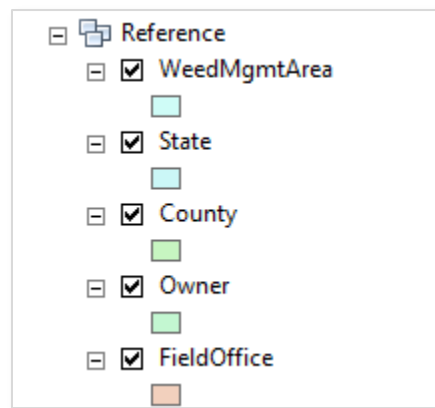 Reference
WeedMgmtArea
State
County
Owner
FieldOffice